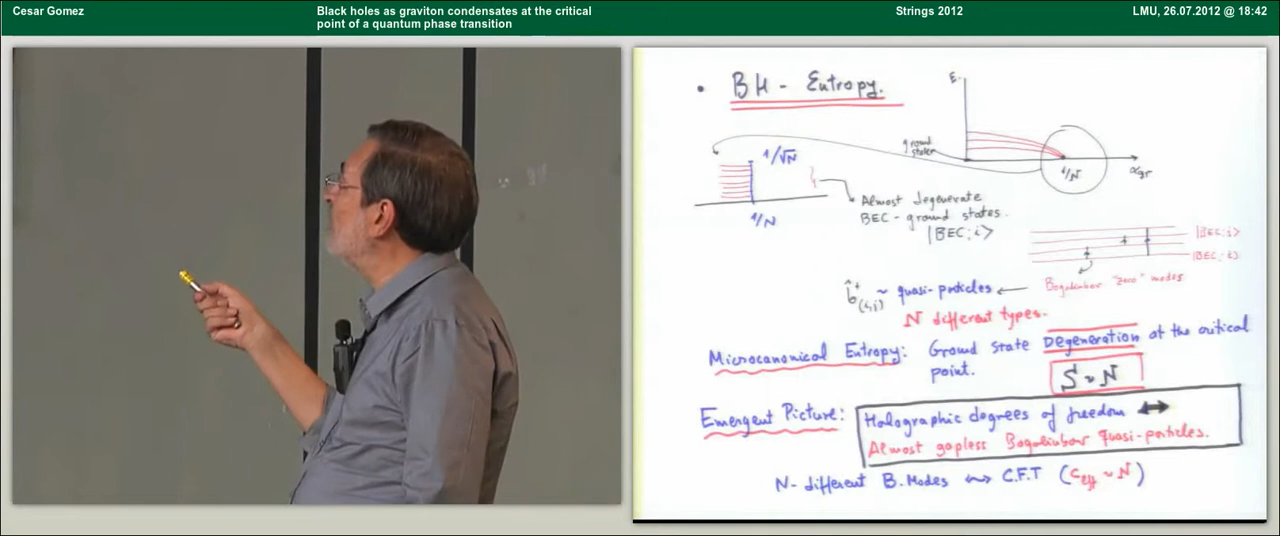 Cesar Gomez
Black holes as graviton condensates at the critical
point of a quantum phase transition
Strings 2012
LMU, 26.07.2012 @ 18:42
• BH - Entropy.
E.
ground
states
1/N
αgr
1/√N
1/N
Almost degenerate
BEC - ground states.
|BEC; i>
|BEC; i>
|BEC; i>
Bogoliubov "zero" modes
b̂⁺(i,i) ~ quasi-particles
N different types.
Microcanonical Entropy: Ground state Degeneration at the critical
point.
S ~ N
Emergent Picture: Holographic degrees of freedom ↔
Almost gapless Bogoliubov quasi-particles.
N- different B. Modes ↭ C.F.T (Ceff ~ N)